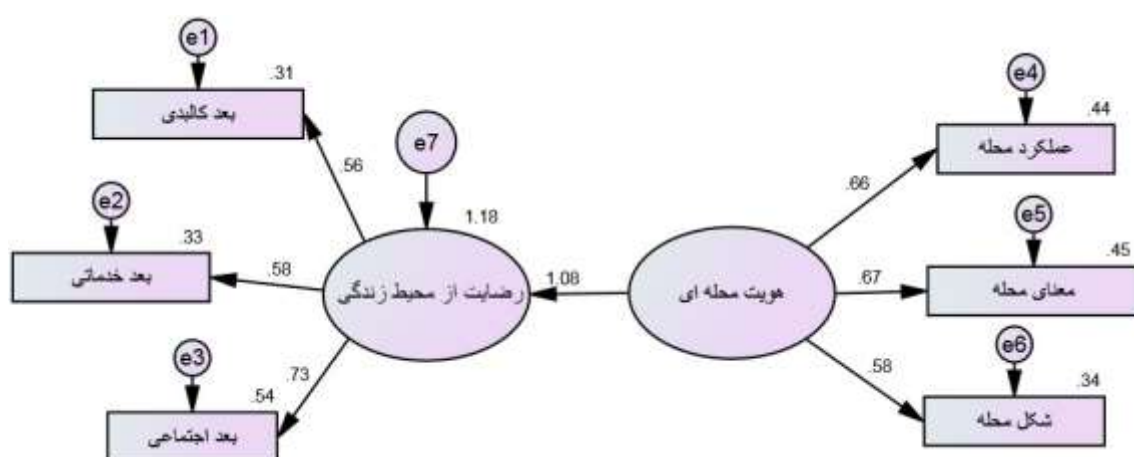 e1
.31
بعد کالبدی
.56
e2
.33
بعد خدماتی
.58
e3
.54
بعد اجتماعی
.73
e7
1.18
رضایت از محیط زندگی
1.08
هویت محله ای
e4
.44
عملکرد محله
.66
e5
.45
معنای محله
.67
e6
.34
شکل محله
.58